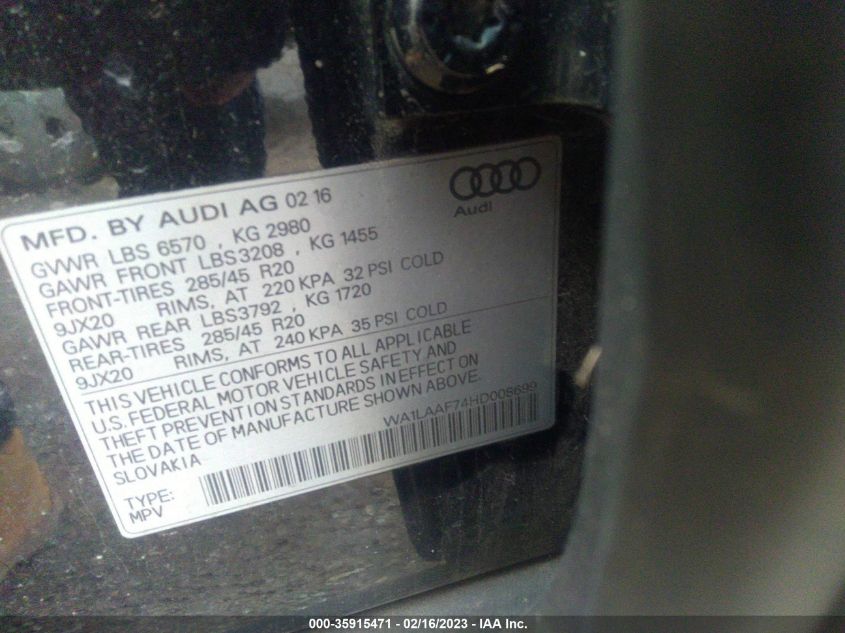 MFD. BY AUDI AG 02 16
Audi
GVWR LBS 6570 , KG 2980
GAWR FRONT LBS3208 , KG 1455
FRONT-TIRES 285/45 R20
9JX20 RIMS, AT 220 KPA 32 PSI COLD
GAWR REAR LBS3792 , KG 1720
REAR-TIRES 285/45 R20
9JX20 RIMS, AT 240 KPA 35 PSI COLD
THIS VEHICLE CONFORMS TO ALL APPLICABLE
U.S. FEDERAL MOTOR VEHICLE SAFETY AND
THEFT PREVENTION STANDARDS IN EFFECT ON
THE DATE OF MANUFACTURE SHOWN ABOVE.
SLOVAKIA
WA1LAAF74HD008699
TYPE:
MPV
000-35915471 - 02/16/2023 - IAA Inc.